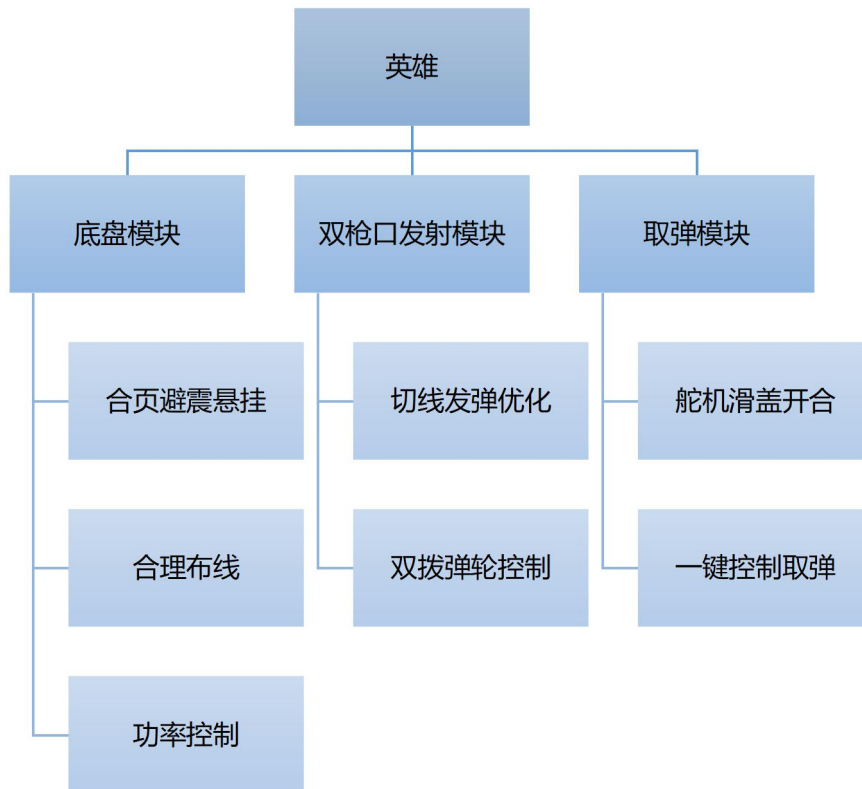 英雄
底盘模块
双枪口发射模块
取弹模块
合页避震悬挂
切线发弹优化
舵机滑盖开合
合理布线
双拨弹轮控制
一键控制取弹
功率控制